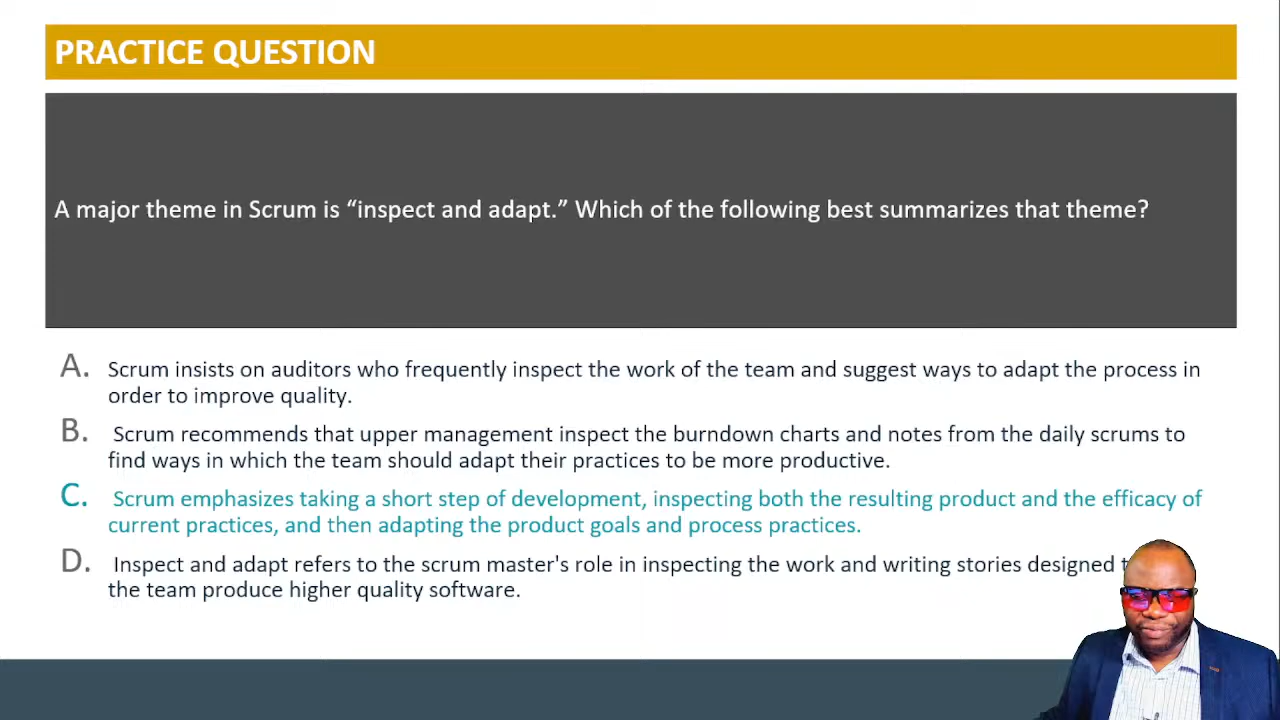 PRACTICE QUESTION
A major theme in Scrum is “inspect and adapt.” Which of the following best summarizes that theme?
A. Scrum insists on auditors who frequently inspect the work of the team and suggest ways to adapt the process in
order to improve quality.
B. Scrum recommends that upper management inspect the burndown charts and notes from the daily scrums to
find ways in which the team should adapt their practices to be more productive.
C. Scrum emphasizes taking a short step of development, inspecting both the resulting product and the efficacy of
current practices, and then adapting the product goals and process practices.
D. Inspect and adapt refers to the scrum master's role in inspecting the work and writing stories designed
the team produce higher quality software.